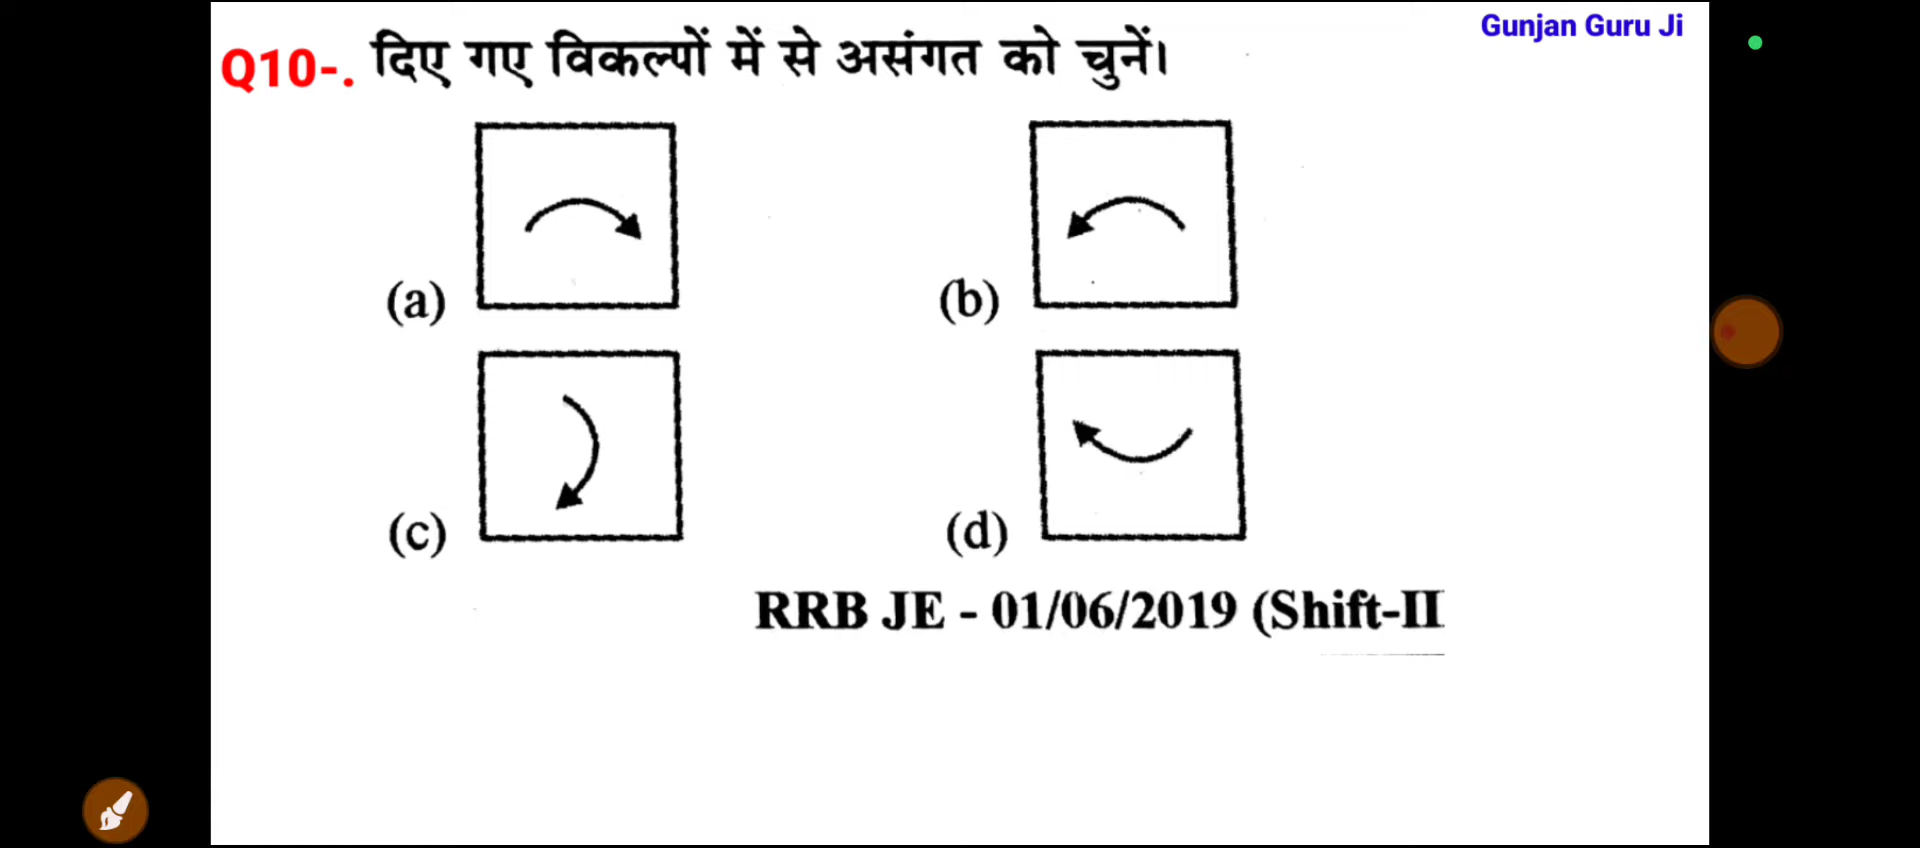 Gunjan Guru Ji
Q10-. दिए गए विकल्पों में से असंगत को चुनें।
(a) (b)
(c) (d)
RRB JE - 01/06/2019 (Shift-II